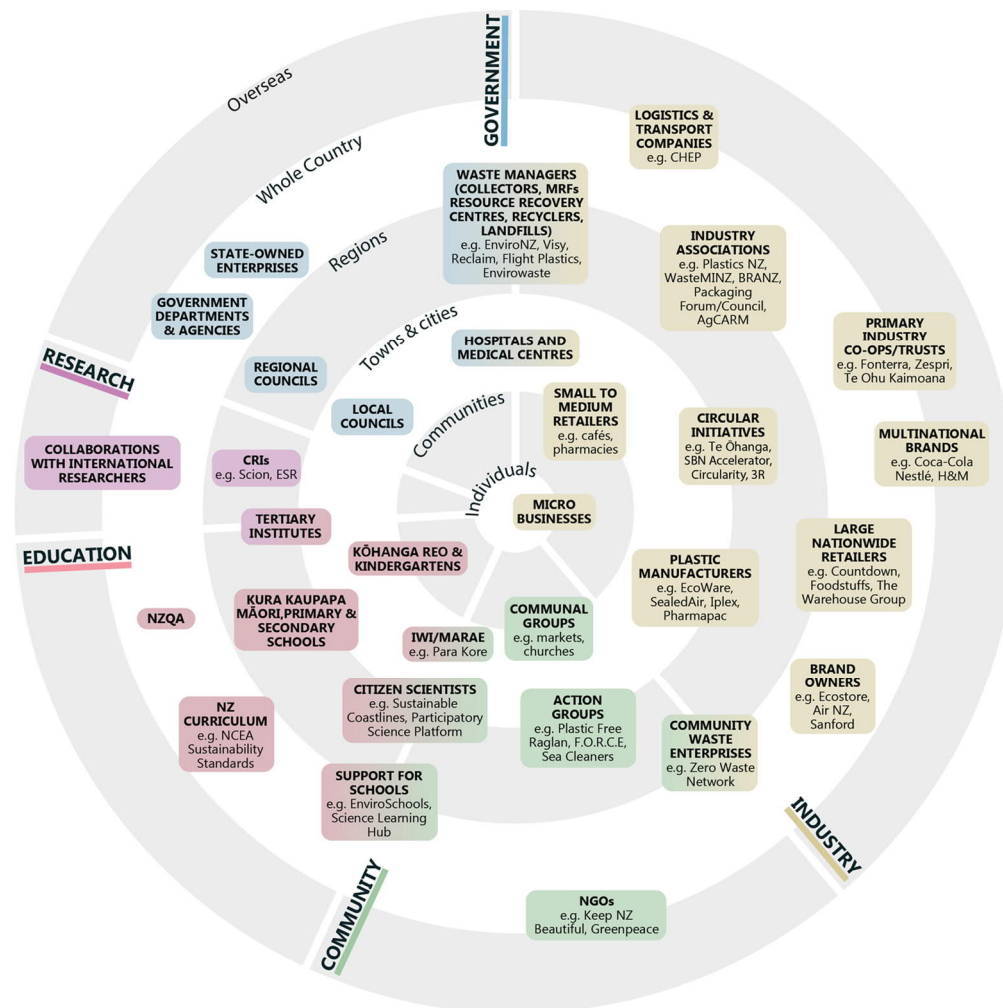 GOVERNMENT
Overseas
Whole Country
Regions
Towns & cities
Communities
Individuals
LOGISTICS &
TRANSPORT
COMPANIES
e.g. CHEP
WASTE MANAGERS
(COLLECTORS, MRFs
RESOURCE RECOVERY
CENTRES, RECYCLERS,
LANDFILLS)
e.g. EnviroNZ, Visy,
Reclaim, Flight Plastics,
Envirowaste
INDUSTRY
ASSOCIATIONS
e.g. Plastics NZ,
WasteMINZ, BRANZ,
Packaging
Forum/Council,
AgCARM
STATE-OWNED
ENTERPRISES
GOVERNMENT
DEPARTMENTS
& AGENCIES
HOSPITALS AND
MEDICAL CENTRES
PRIMARY
INDUSTRY
CO-OPS/TRUSTS
e.g. Fonterra, Zespri,
Te Ohu Kaimoana
RESEARCH
REGIONAL
COUNCILS
LOCAL
COUNCILS
SMALL TO
MEDIUM
RETAILERS
e.g. cafés,
pharmacies
CIRCULAR
INITIATIVES
e.g. Te Ōhanga,
SBN Accelerator,
Circularity, 3R
MULTINATIONAL
BRANDS
e.g. Coca-Cola
Nestlé, H&M
COLLABORATIONS
WITH INTERNATIONAL
RESEARCHERS
CRIs
e.g. Scion, ESR
MICRO
BUSINESSES
TERTIARY
INSTITUTES
EDUCATION
KŌHANGA REO &
KINDERGARTENS
PLASTIC
MANUFACTURERS
e.g. EcoWare,
SealedAir, Iplex,
Pharmapac
LARGE
NATIONWIDE
RETAILERS
e.g. Countdown,
Foodstuffs, The
Warehouse Group
NZQA
KURA KAUPAPA
MĀORI,PRIMARY &
SECONDARY
SCHOOLS
IWI/MARAE
e.g. Para Kore
COMMUNAL
GROUPS
e.g. markets,
churches
NZ
CURRICULUM
e.g. NCEA
Sustainability
Standards
CITIZEN SCIENTISTS
e.g. Sustainable
Coastlines, Participatory
Science Platform
ACTION
GROUPS
e.g. Plastic Free
Raglan, F.O.R.C.E,
Sea Cleaners
COMMUNITY
WASTE
ENTERPRISES
e.g. Zero Waste
Network
BRAND
OWNERS
e.g. Ecostore,
Air NZ,
Sanford
SUPPORT FOR
SCHOOLS
e.g. EnviroSchools,
Science Learning
Hub
INDUSTRY
COMMUNITY
NGOs
e.g. Keep NZ
Beautiful, Greenpeace